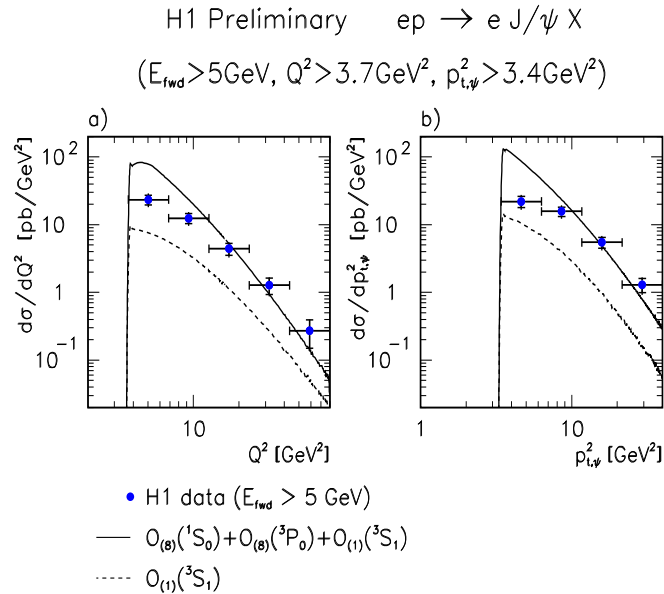 H1 Preliminary ep → e J/ψ X
(E_fwd>5GeV, Q²>3.7GeV², p²_t,ψ>3.4GeV²)
a)
dσ/dQ² [pb/GeV²]
10²
10
1
10⁻¹
10
Q² [GeV²]
b)
dσ/dp²_t,ψ [pb/GeV²]
10²
10
1
10⁻¹
1
10
p²_t,ψ [GeV²]
H1 data (E_fwd > 5 GeV)
O₍₈₎(¹S₀)+O₍₈₎(³P₀)+O₍₁₎(³S₁)
O₍₁₎(³S₁)